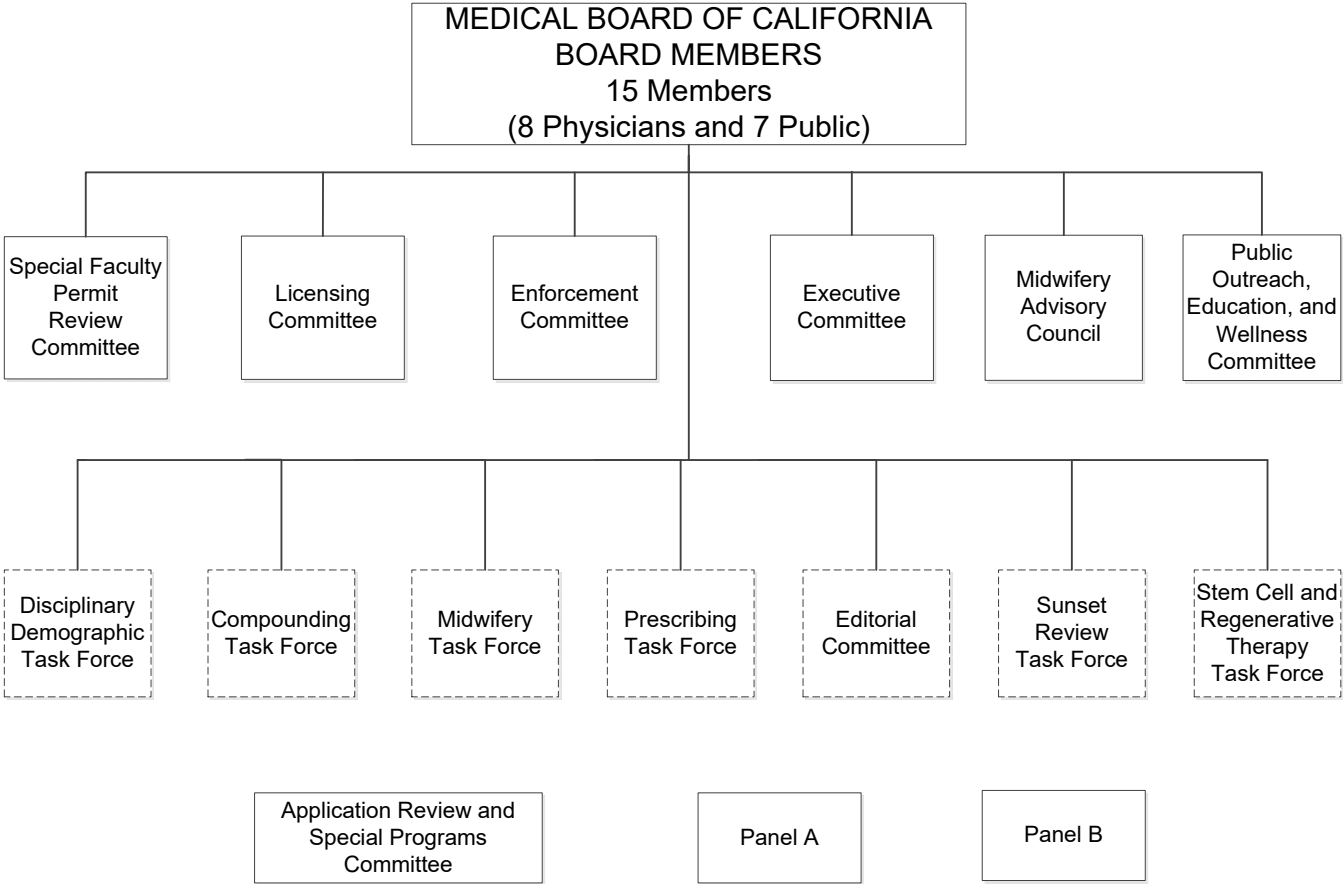 MEDICAL BOARD OF CALIFORNIA
BOARD MEMBERS
15 Members
(8 Physicians and 7 Public)
Special Faculty
Permit
Review
Committee
Licensing
Committee
Enforcement
Committee
Executive
Committee
Midwifery
Advisory
Council
Public
Outreach,
Education, and
Wellness
Committee
Disciplinary
Demographic
Task Force
Compounding
Task Force
Midwifery
Task Force
Prescribing
Task Force
Editorial
Committee
Sunset
Review
Task Force
Stem Cell and
Regenerative
Therapy
Task Force
Application Review and
Special Programs
Committee
Panel A
Panel B